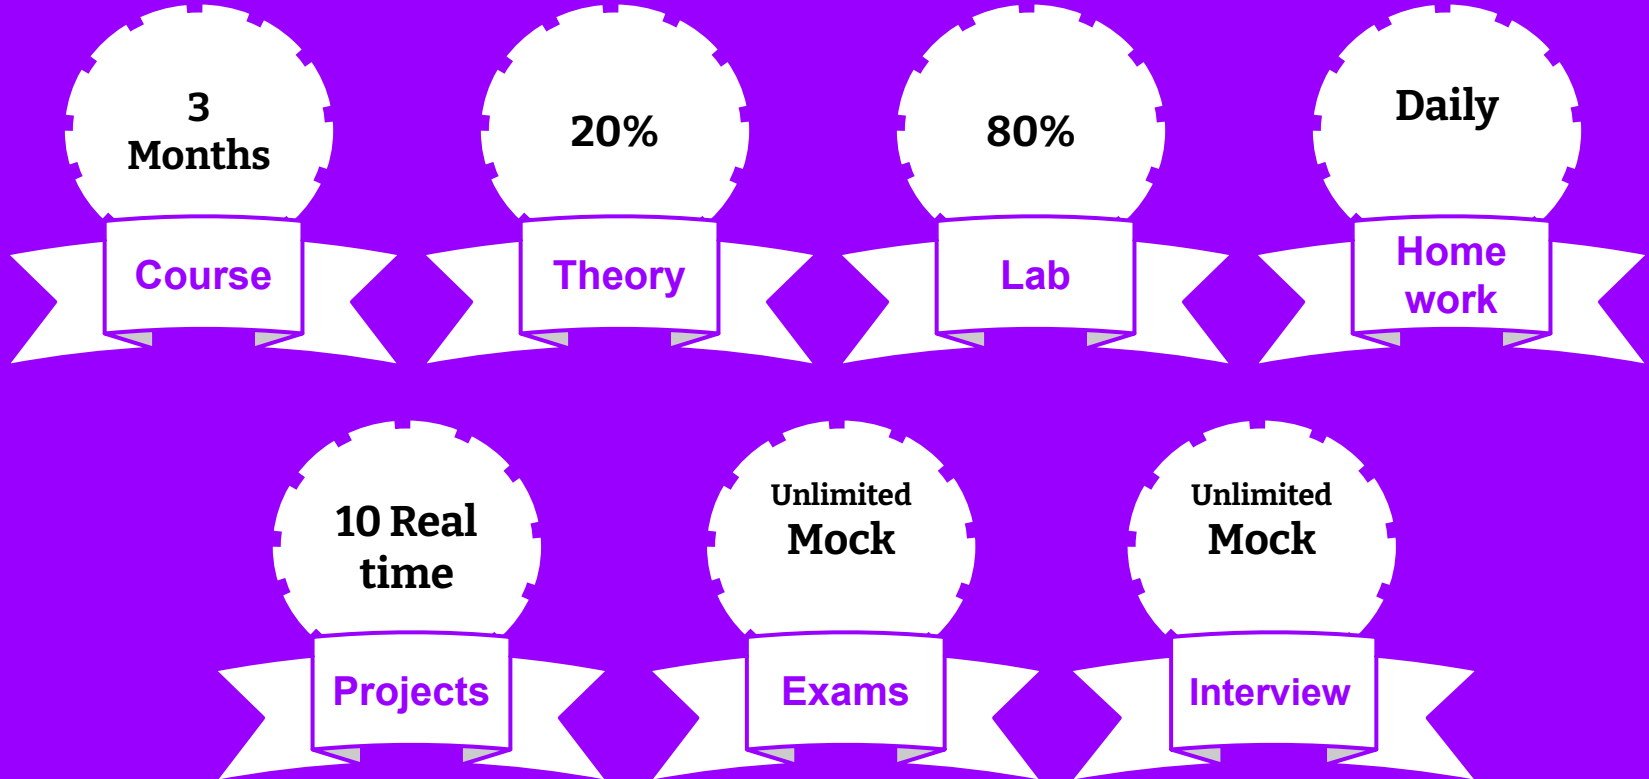 3
Months
Course
20%
Theory
80%
Lab
Daily
Home
work
10 Real
time
Projects
Unlimited
Mock
Exams
Unlimited
Mock
Interview